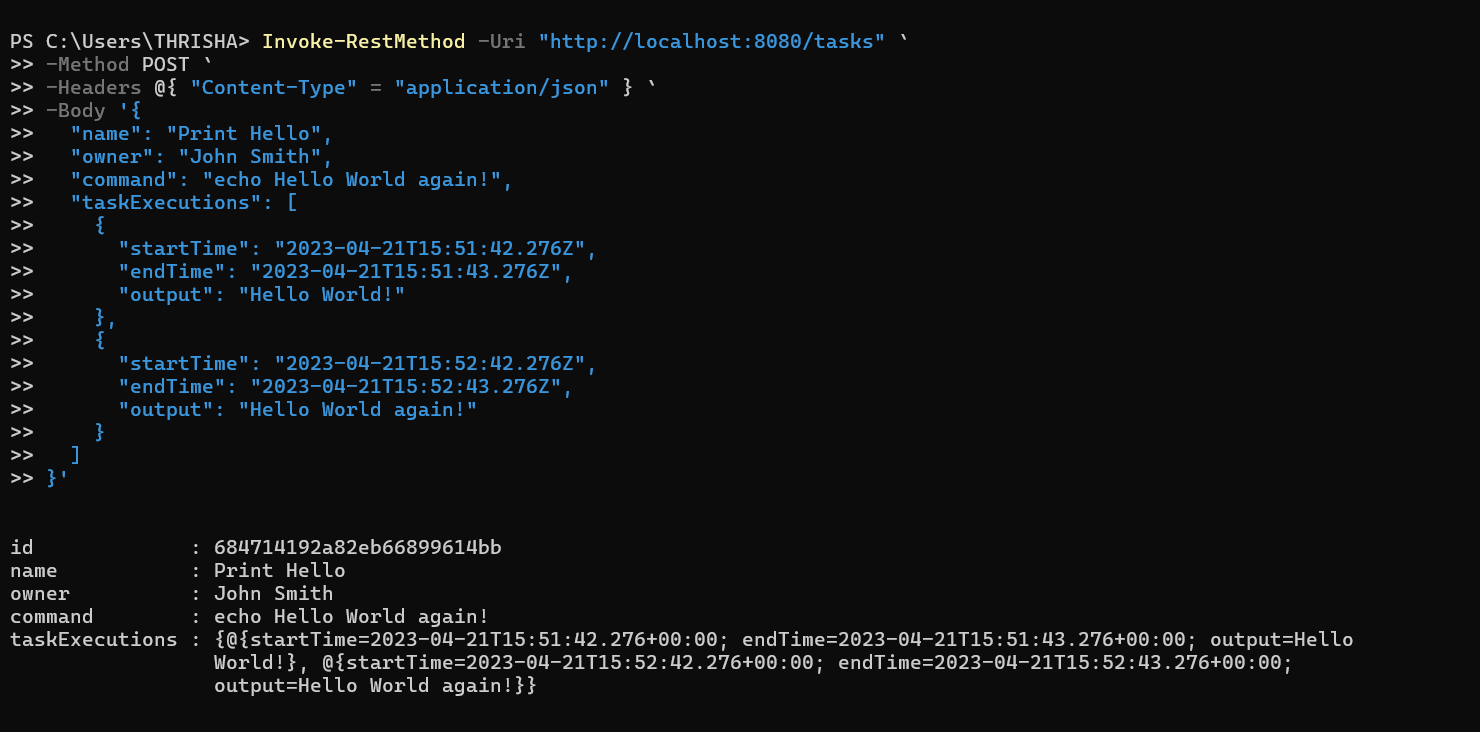 PS C:\Users\THRISHA> Invoke-RestMethod -Uri "http://localhost:8080/tasks" `
>> -Method POST `
>> -Headers @{ "Content-Type" = "application/json" } `
>> -Body '{
>>   "name": "Print Hello",
>>   "owner": "John Smith",
>>   "command": "echo Hello World again!",
>>   "taskExecutions": [
>>     {
>>       "startTime": "2023-04-21T15:51:42.276Z",
>>       "endTime": "2023-04-21T15:51:43.276Z",
>>       "output": "Hello World!"
>>     },
>>     {
>>       "startTime": "2023-04-21T15:52:42.276Z",
>>       "endTime": "2023-04-21T15:52:43.276Z",
>>       "output": "Hello World again!"
>>     }
>>   ]
>> }'
id             : 684714192a82eb66899614bb
name           : Print Hello
owner          : John Smith
command        : echo Hello World again!
taskExecutions : {@{startTime=2023-04-21T15:51:42.276+00:00; endTime=2023-04-21T15:51:43.276+00:00; output=Hello
                 World!}, @{startTime=2023-04-21T15:52:42.276+00:00; endTime=2023-04-21T15:52:43.276+00:00;
                 output=Hello World again!}}